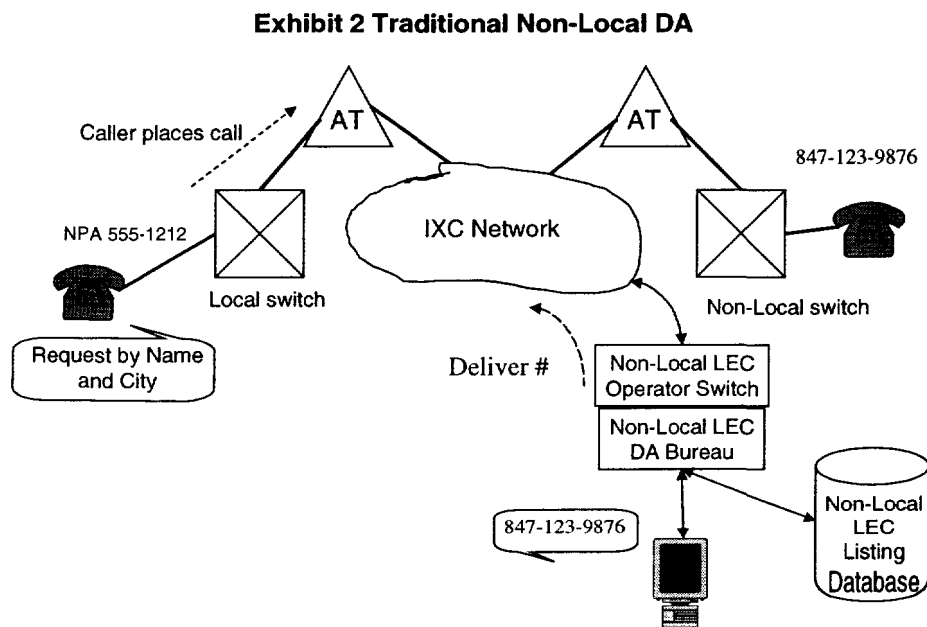 Exhibit 2 Traditional Non-Local DA
AT
AT
Caller places call
847-123-9876
NPA 555-1212
IXC Network
Local switch
Non-Local switch
Request by Name
and City
Deliver #
Non-Local LEC
Operator Switch
Non-Local LEC
DA Bureau
847-123-9876
Non-Local
LEC
Listing
Database